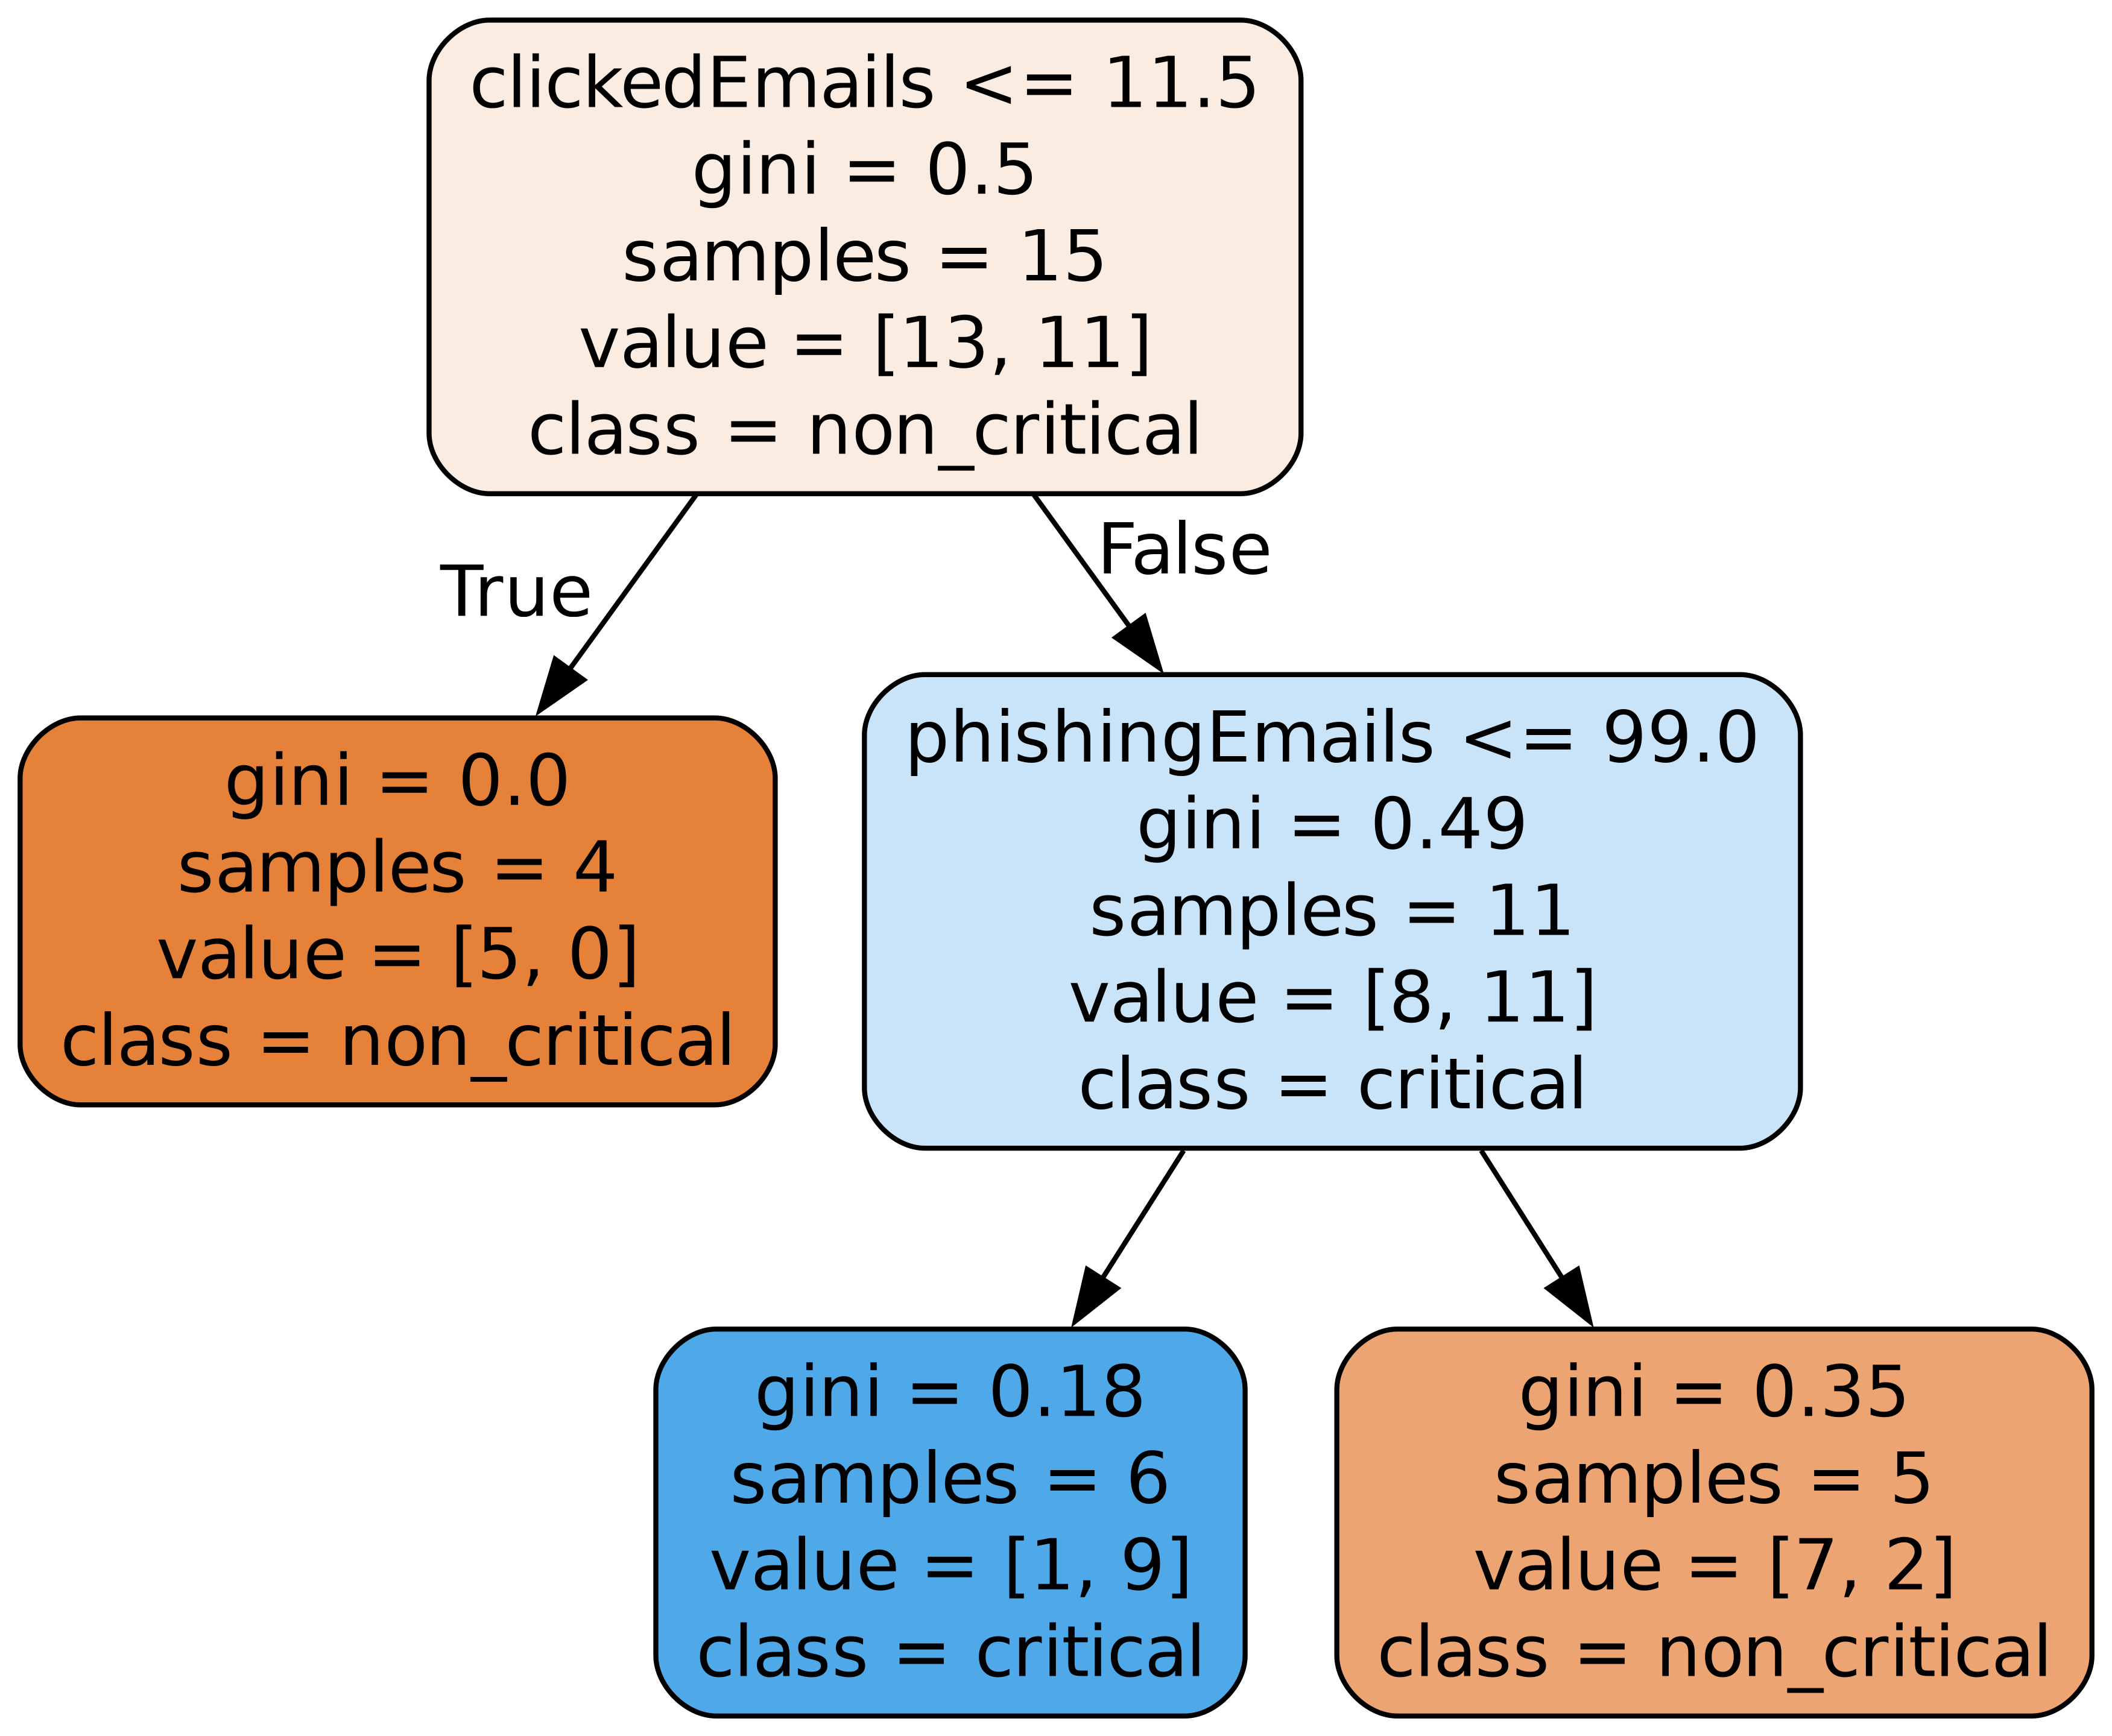 clickedEmails <= 11.5
gini = 0.5
samples = 15
value = [13, 11]
class = non_critical
True
False
gini = 0.0
samples = 4
value = [5, 0]
class = non_critical
phishingEmails <= 99.0
gini = 0.49
samples = 11
value = [8, 11]
class = critical
gini = 0.18
samples = 6
value = [1, 9]
class = critical
gini = 0.35
samples = 5
value = [7, 2]
class = non_critical